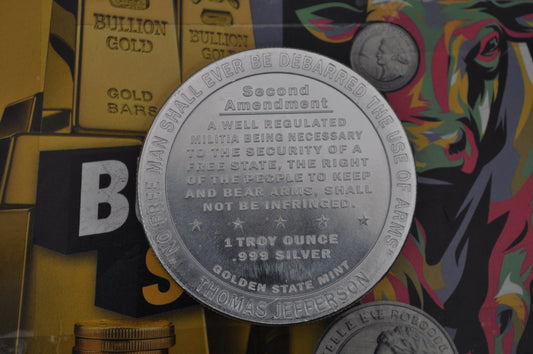 BULLION
GOLD
GOLD
BARS
BULLION
GOLD
"NO FREE MAN SHALL EVER BE DEBARRED THE USE OF ARMS"
THOMAS JEFFERSON
Second
Amendment
A WELL REGULATED
MILITIA BEING NECESSARY
TO THE SECURITY OF A
FREE STATE, THE RIGHT
OF THE PEOPLE TO KEEP
AND BEAR ARMS, SHALL
NOT BE INFRINGED.
1 TROY OUNCE
.999 SILVER
GOLDEN STATE MINT